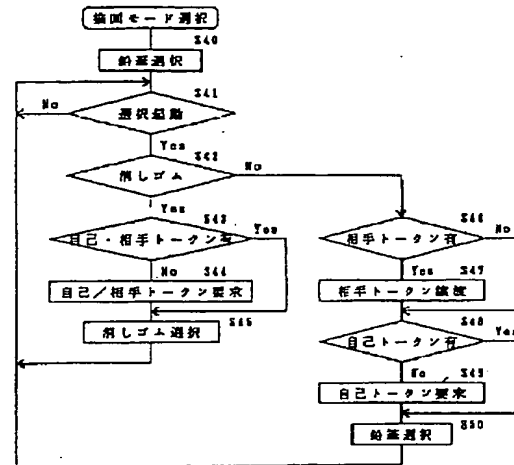 描画モード選択
S40
鉛筆選択
S41
選択起動
No
Yes
S42
消しゴム
No
Yes
S43
自己・相手トークン有
Yes
No
S44
自己/相手トークン要求
S45
消しゴム選択
S46
相手トークン有
No
Yes
S47
相手トークン譲渡
S48
自己トークン有
Yes
No
S49
自己トークン要求
S50
鉛筆選択